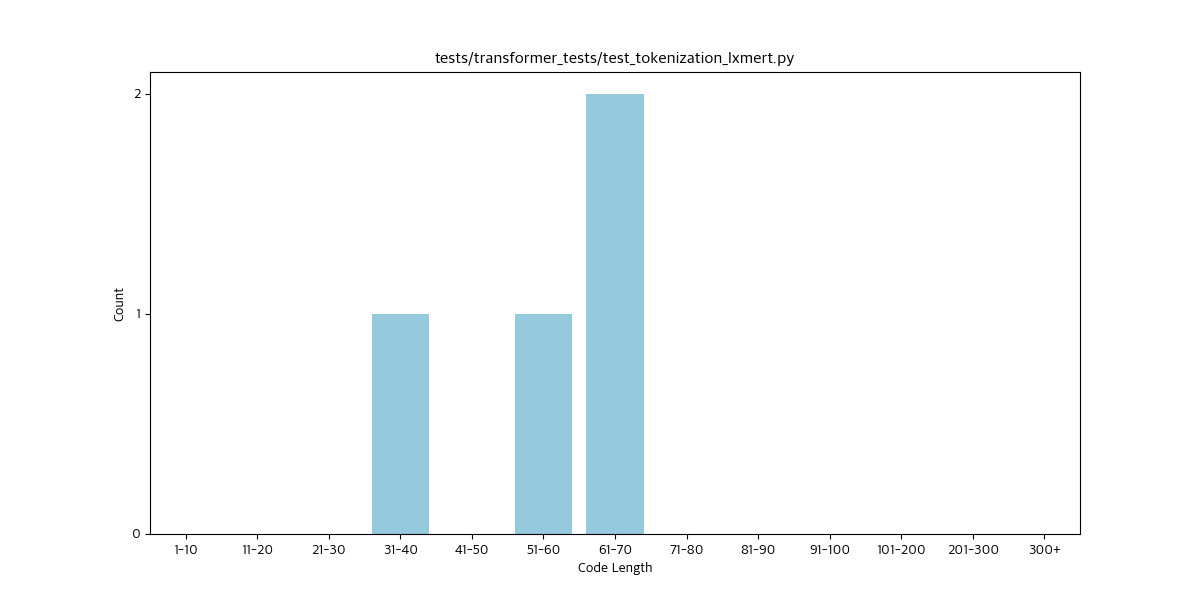 tests/transformer_tests/test_tokenization_lxmert.py
2
1
0
Count
1-10 11-20 21-30 31-40 41-50 51-60 61-70 71-80 81-90 91-100 101-200 201-300 300+
Code Length